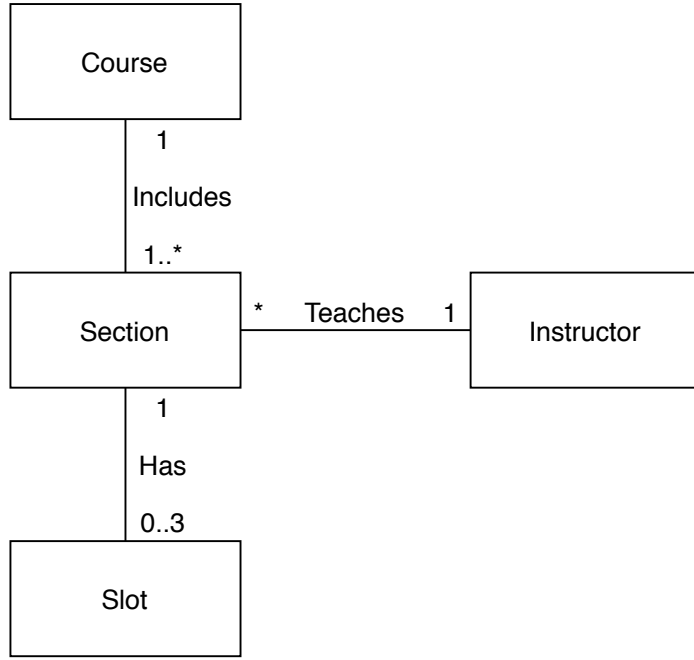 Course
1
Includes
1..*
Section
* Teaches 1
Instructor
1
Has
0..3
Slot